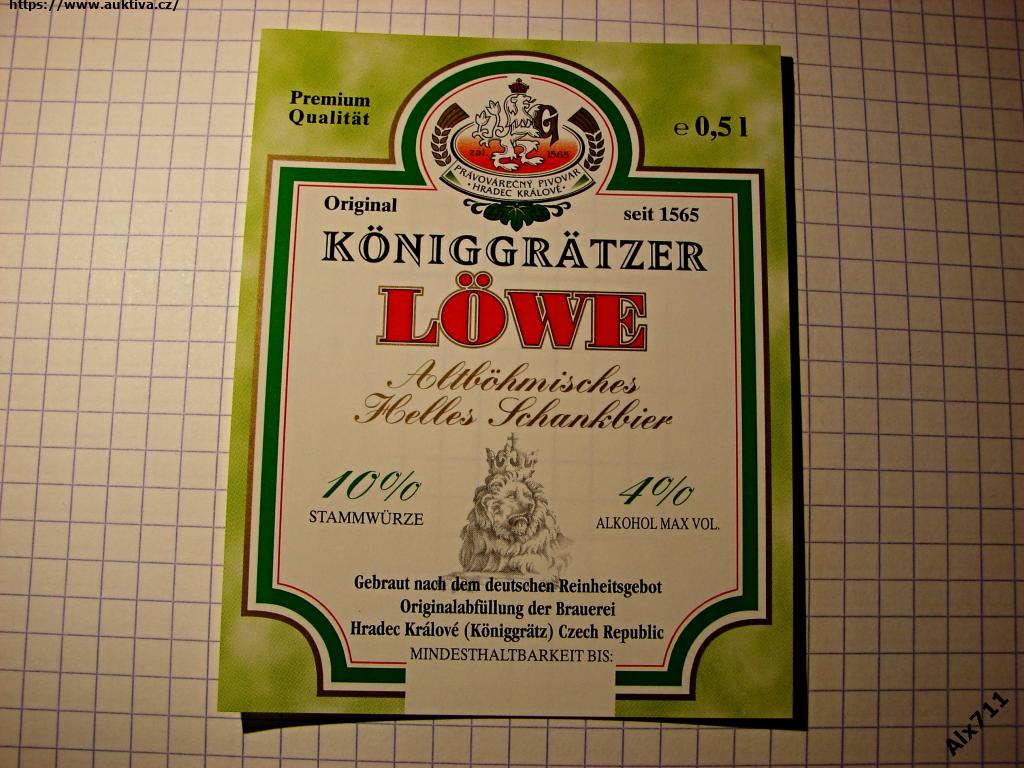 https://www.auktiva.cz/
Premium
Qualität
e 0,5 l
G
zal. 1565
PRAVOVÁREČNÝ PIVOVAR
· HRADEC KRÁLOVÉ ·
Original
seit 1565
KÖNIGGRÄTZER
LÖWE
Altböhmisches
Helles Schankbier
10%
STAMMWÜRZE
4%
ALKOHOL MAX VOL.
Gebraut nach dem deutschen Reinheitsgebot
Originalabfüllung der Brauerei
Hradec Králové (Königgrätz) Czech Republic
MINDESTHALTBARKEIT BIS:
Alx711